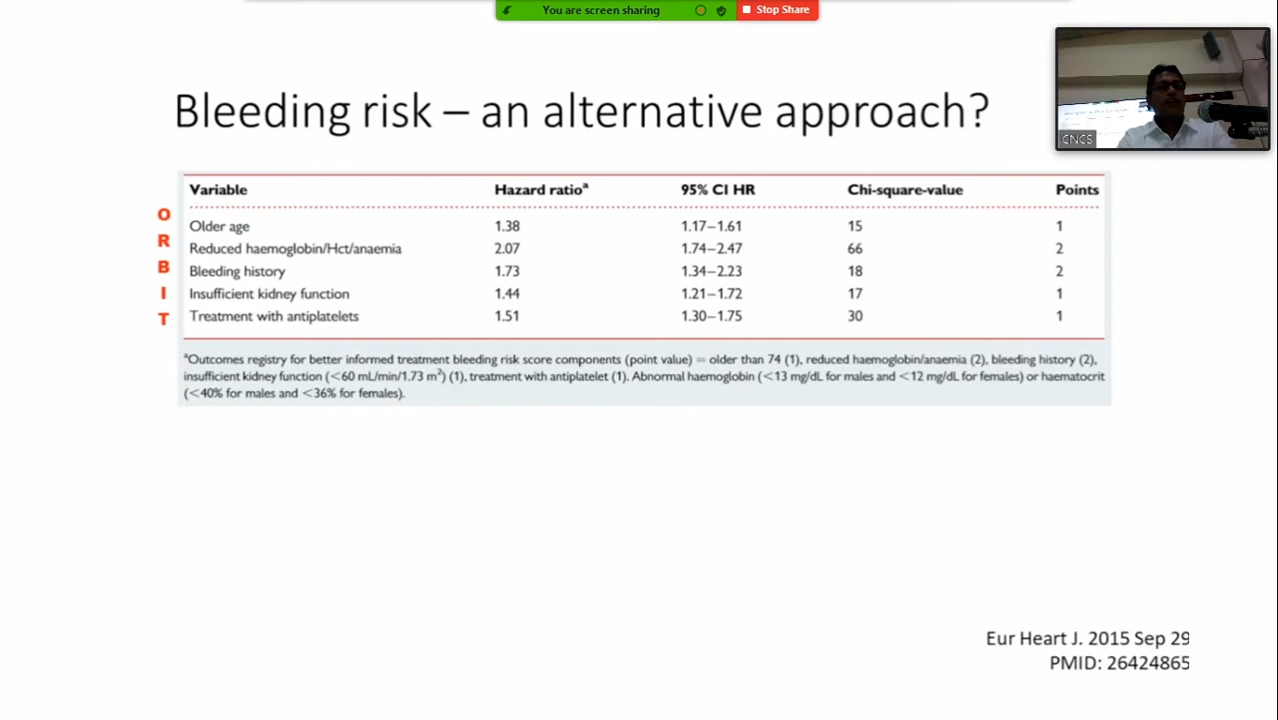 You are screen sharing Stop Share
CNCS
Bleeding risk – an alternative approach?
Variable Hazard ratioᵃ 95% CI HR Chi-square-value Points
O
R
B
I
T
Older age 1.38 1.17–1.61 15 1
Reduced haemoglobin/Hct/anaemia 2.07 1.74–2.47 66 2
Bleeding history 1.73 1.34–2.23 18 2
Insufficient kidney function 1.44 1.21–1.72 17 1
Treatment with antiplatelets 1.51 1.30–1.75 30 1
ᵃOutcomes registry for better informed treatment bleeding risk score components (point value) = older than 74 (1), reduced haemoglobin/anaemia (2), bleeding history (2),
insufficient kidney function (<60 mL/min/1.73 m²) (1), treatment with antiplatelet (1). Abnormal haemoglobin (<13 mg/dL for males and <12 mg/dL for females) or haematocrit
(<40% for males and <36% for females).
Eur Heart J. 2015 Sep 29
PMID: 26424865